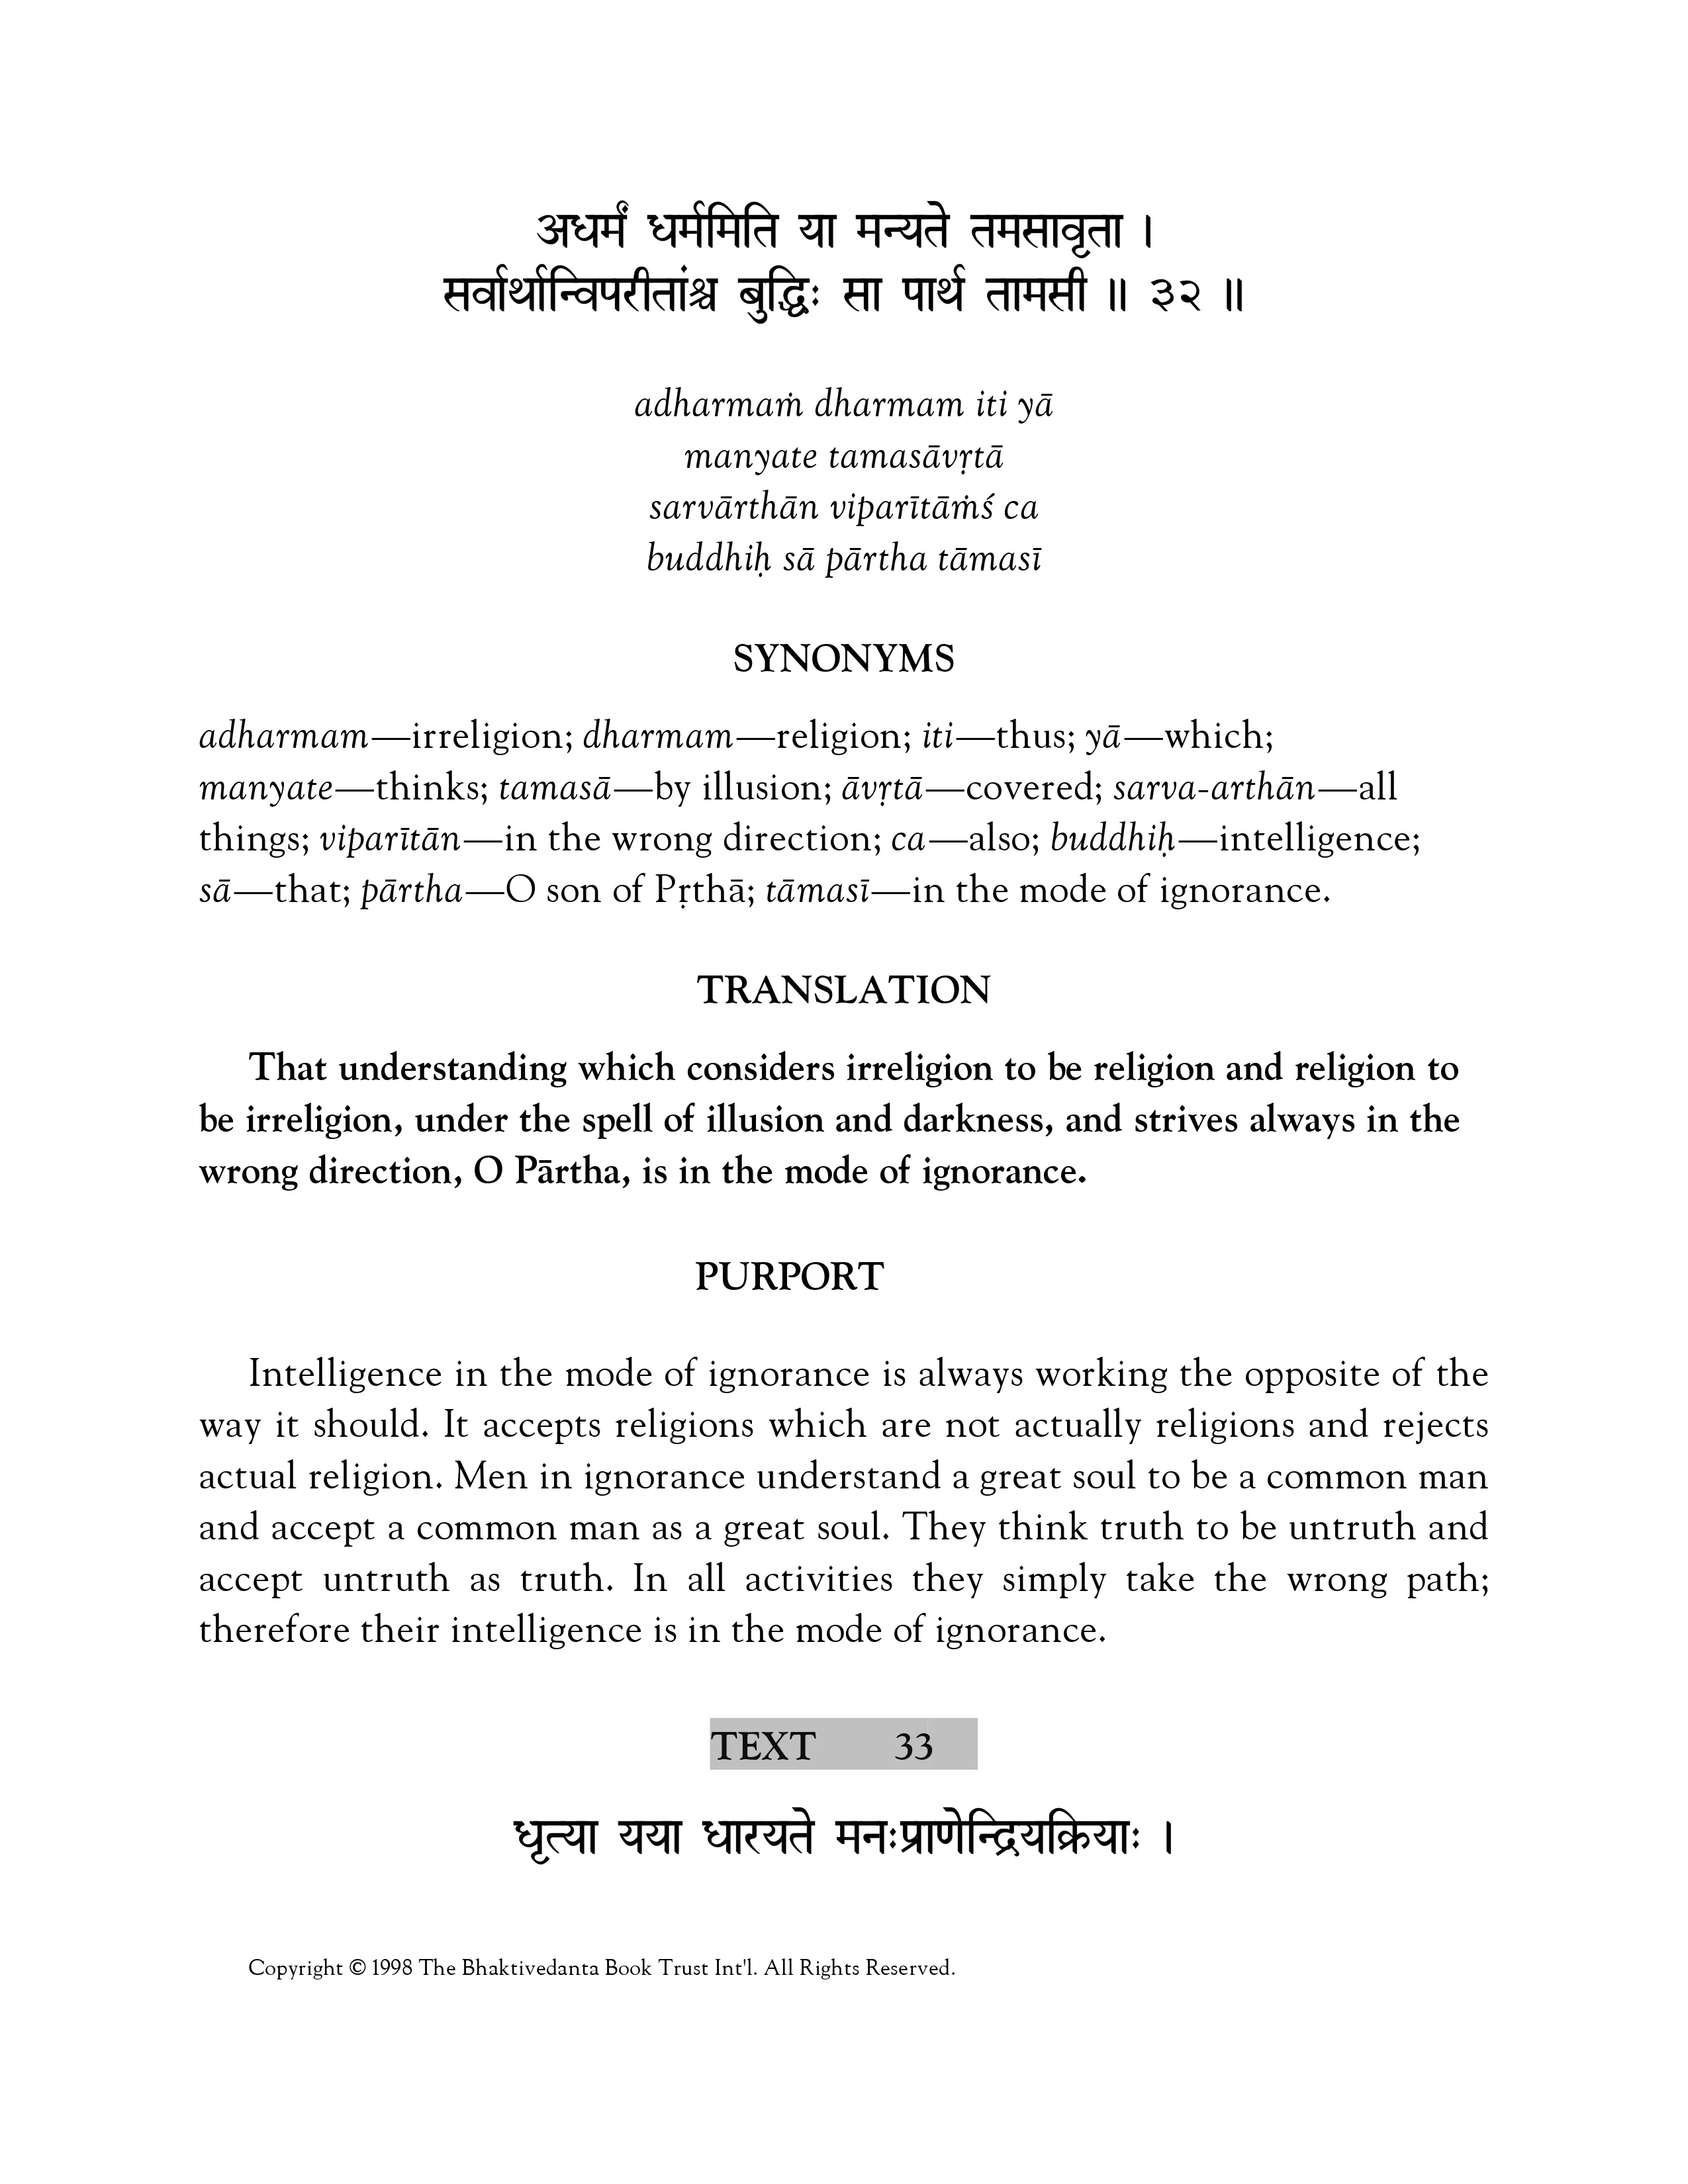 अधर्मं धर्ममिति या मन्यते तमसावृता ।
सर्वार्थान्विपरीतांश्च बुद्धिः सा पार्थ तामसी ॥ ३२ ॥
adharmaṁ dharmam iti yā
manyate tamasāvṛtā
sarvārthān viparītāṁś ca
buddhiḥ sā pārtha tāmasī
SYNONYMS
adharmam—irreligion; dharmam—religion; iti—thus; yā—which;
manyate—thinks; tamasā—by illusion; āvṛtā—covered; sarva-arthān—all
things; viparītān—in the wrong direction; ca—also; buddhiḥ—intelligence;
sā—that; pārtha—O son of Pṛthā; tāmasī—in the mode of ignorance.
TRANSLATION
That understanding which considers irreligion to be religion and religion to
be irreligion, under the spell of illusion and darkness, and strives always in the
wrong direction, O Pārtha, is in the mode of ignorance.
PURPORT
Intelligence in the mode of ignorance is always working the opposite of the
way it should. It accepts religions which are not actually religions and rejects
actual religion. Men in ignorance understand a great soul to be a common man
and accept a common man as a great soul. They think truth to be untruth and
accept untruth as truth. In all activities they simply take the wrong path;
therefore their intelligence is in the mode of ignorance.
TEXT 33
धृत्या यया धारयते मनःप्राणेन्द्रियक्रियाः ।
Copyright © 1998 The Bhaktivedanta Book Trust Int'l. All Rights Reserved.